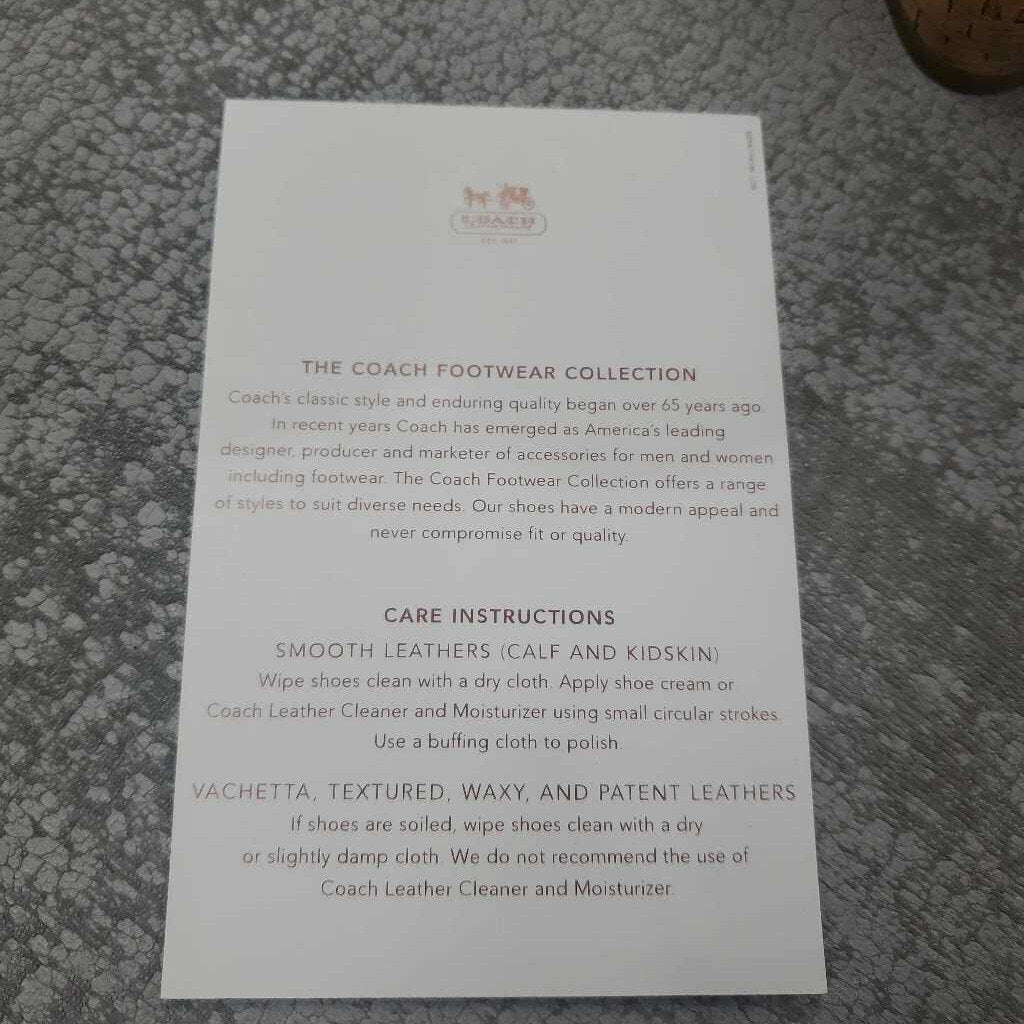 COACH
EST. 1941
THE COACH FOOTWEAR COLLECTION
Coach's classic style and enduring quality began over 65 years ago.
In recent years Coach has emerged as America's leading
designer, producer and marketer of accessories for men and women
including footwear. The Coach Footwear Collection offers a range
of styles to suit diverse needs. Our shoes have a modern appeal and
never compromise fit or quality.
CARE INSTRUCTIONS
SMOOTH LEATHERS (CALF AND KIDSKIN)
Wipe shoes clean with a dry cloth. Apply shoe cream or
Coach Leather Cleaner and Moisturizer using small circular strokes.
Use a buffing cloth to polish.
VACHETTA, TEXTURED, WAXY, AND PATENT LEATHERS
If shoes are soiled, wipe shoes clean with a dry
or slightly damp cloth. We do not recommend the use of
Coach Leather Cleaner and Moisturizer.